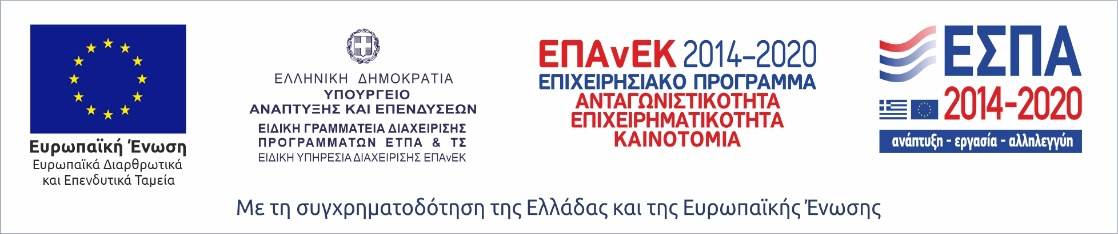 Ευρωπαϊκή Ένωση
Ευρωπαϊκά Διαρθρωτικά
και Επενδυτικά Ταμεία
ΕΛΛΗΝΙΚΗ ΔΗΜΟΚΡΑΤΙΑ
ΥΠΟΥΡΓΕΙΟ
ΑΝΑΠΤΥΞΗΣ ΚΑΙ ΕΠΕΝΔΥΣΕΩΝ
ΕΙΔΙΚΗ ΓΡΑΜΜΑΤΕΙΑ ΔΙΑΧΕΙΡΙΣΗΣ
ΠΡΟΓΡΑΜΜΑΤΩΝ ΕΤΠΑ & ΤΣ
ΕΙΔΙΚΗ ΥΠΗΡΕΣΙΑ ΔΙΑΧΕΙΡΙΣΗΣ ΕΠΑνΕΚ
ΕΠΑνΕΚ 2014–2020
ΕΠΙΧΕΙΡΗΣΙΑΚΟ ΠΡΟΓΡΑΜΜΑ
ΑΝΤΑΓΩΝΙΣΤΙΚΟΤΗΤΑ
ΕΠΙΧΕΙΡΗΜΑΤΙΚΟΤΗΤΑ
ΚΑΙΝΟΤΟΜΙΑ
ΕΣΠΑ
2014-2020
ανάπτυξη - εργασία - αλληλεγγύη
Με τη συγχρηματοδότηση της Ελλάδας και της Ευρωπαϊκής Ένωσης